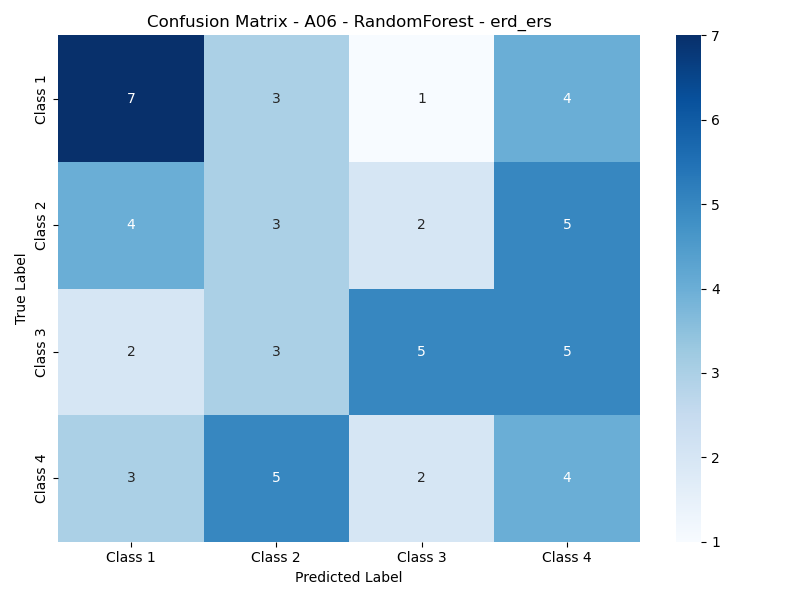 Confusion Matrix - A06 - RandomForest - erd_ers
True Label
Class 1
7 3 1 4
Class 2
4 3 2 5
Class 3
2 3 5 5
Class 4
3 5 2 4
Class 1 Class 2 Class 3 Class 4
Predicted Label
7
6
5
4
3
2
1